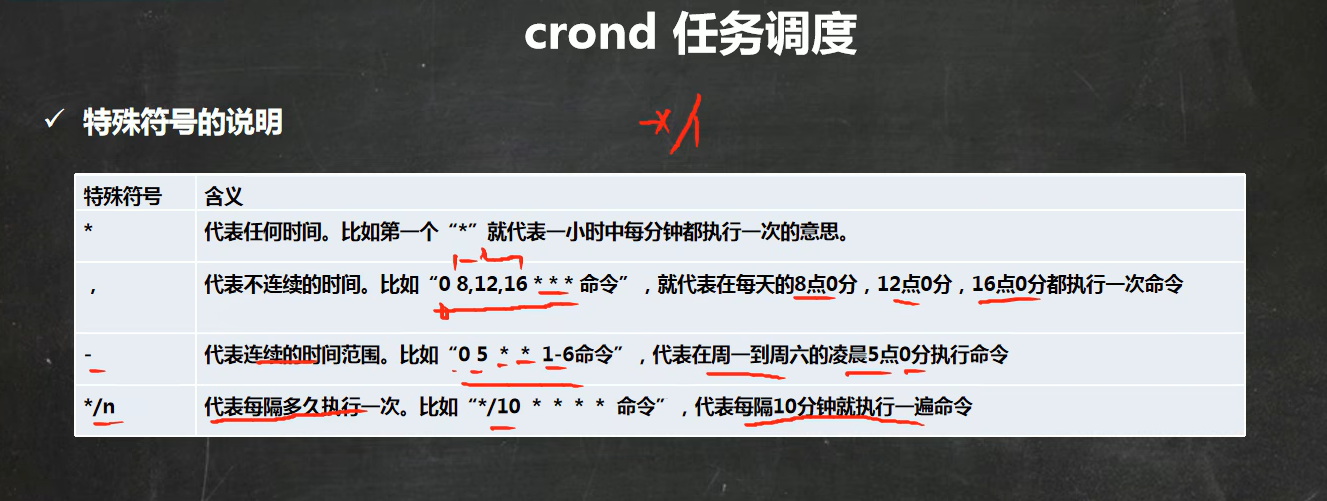 crond 任务调度
✓ 特殊符号的说明
*/1
特殊符号 含义
* 代表任何时间。比如第一个“*”就代表一小时中每分钟都执行一次的意思。
, 代表不连续的时间。比如“0 8,12,16 * * * 命令”,就代表在每天的8点0分,12点0分,16点0分都执行一次命令
- 代表连续的时间范围。比如“0 5 * * 1-6命令”,代表在周一到周六的凌晨5点0分执行命令
*/n 代表每隔多久执行一次。比如“*/10 * * * * 命令”,代表每隔10分钟就执行一遍命令